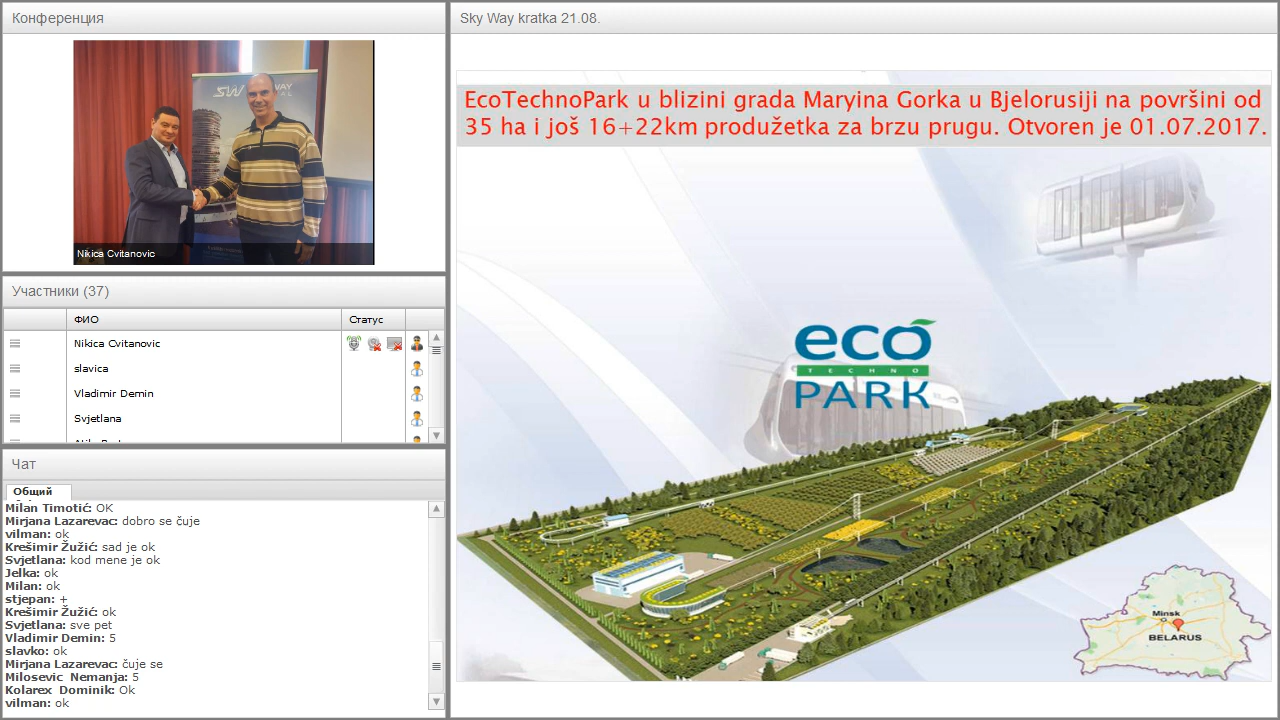 Конференция
SW WAY
Nikica Cvitanovic
Участники (37)
ФИО Статус
Nikica Cvitanovic
slavica
Vladimir Demin
Svjetlana
Чат
Общий
Milan Timotić: OK
Mirjana Lazarevac: dobro se čuje
vilman: ok
Krešimir Žužić: sad je ok
Svjetlana: kod mene je ok
Jelka: ok
Milan: ok
stjepan: +
Krešimir Žužić: ok
Svjetlana: sve pet
Vladimir Demin: 5
slavko: ok
Mirjana Lazarevac: čuje se
Milosevic Nemanja: 5
Kolarex Dominik: Ok
vilman: ok
Sky Way kratka 21.08.
EcoTechnoPark u blizini grada Maryina Gorka u Bjelorusiji na površini od
35 ha i još 16+22km produžetka za brzu prugu. Otvoren je 01.07.2017.
eco
TECHNO
PARK
Minsk
BELARUS